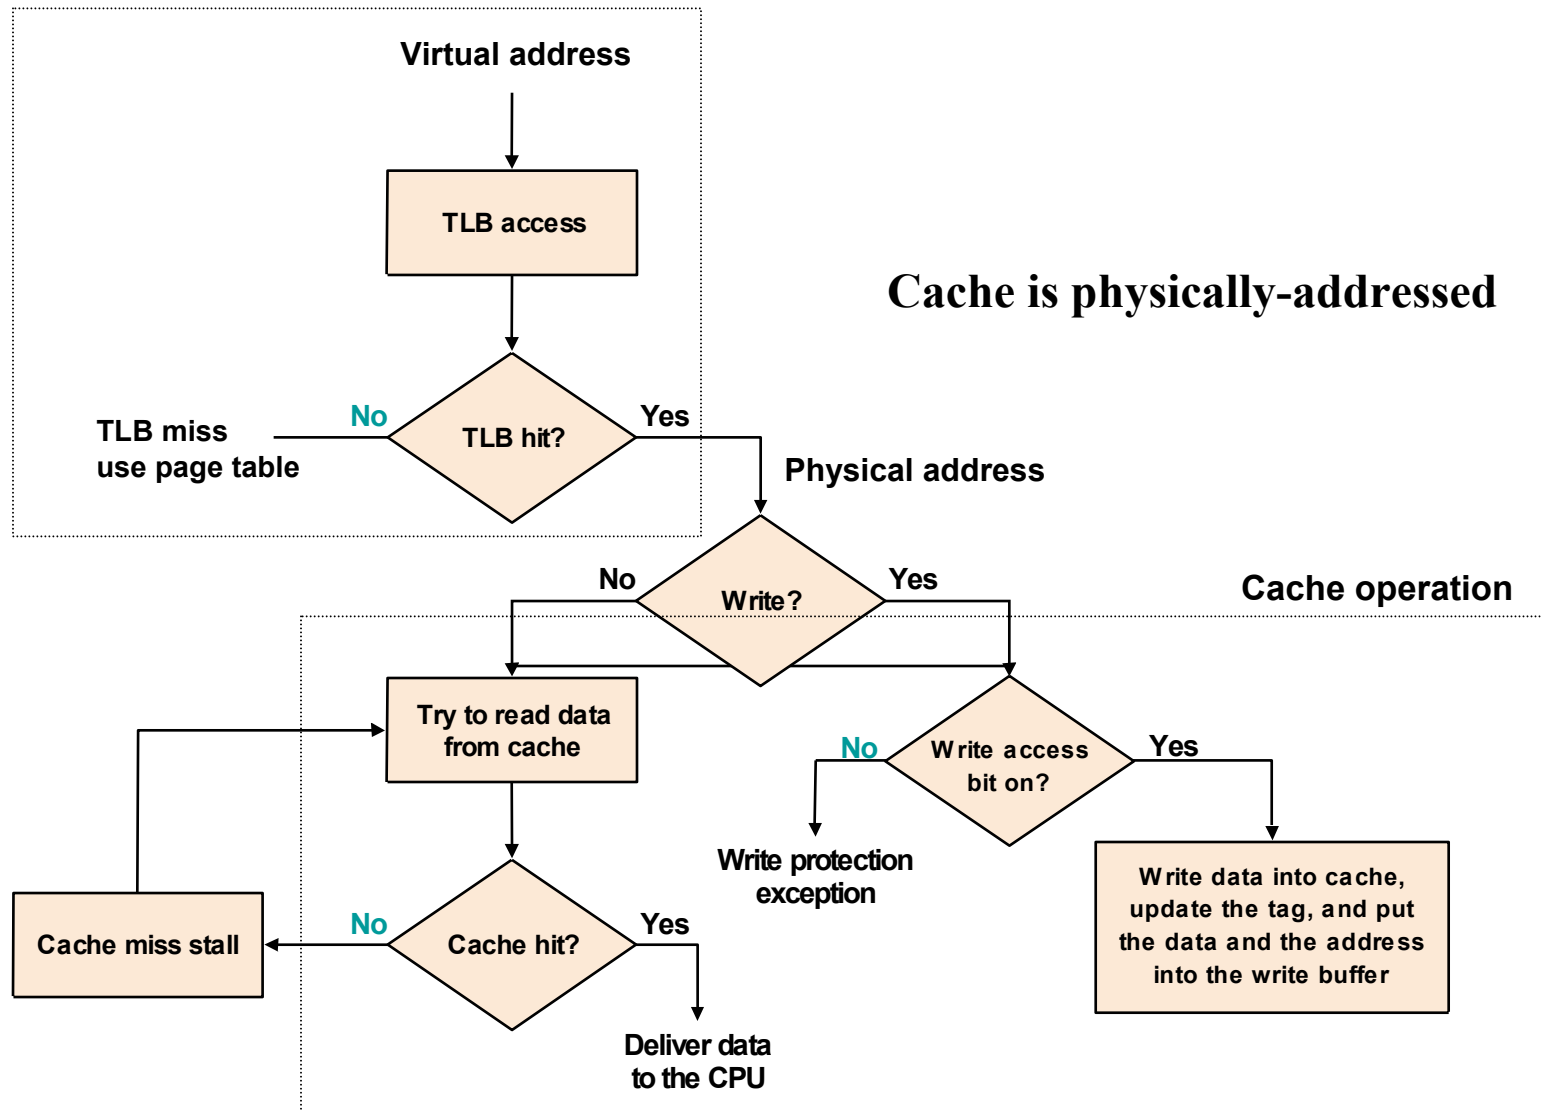 Virtual address
TLB access
Cache is physically-addressed
No
Yes
TLB miss
use page table
TLB hit?
Physical address
No
Yes
Write?
Cache operation
Try to read data
from cache
No
Yes
Write access
bit on?
Write protection
exception
Write data into cache,
update the tag, and put
the data and the address
into the write buffer
No
Yes
Cache miss stall
Cache hit?
Deliver data
to the CPU